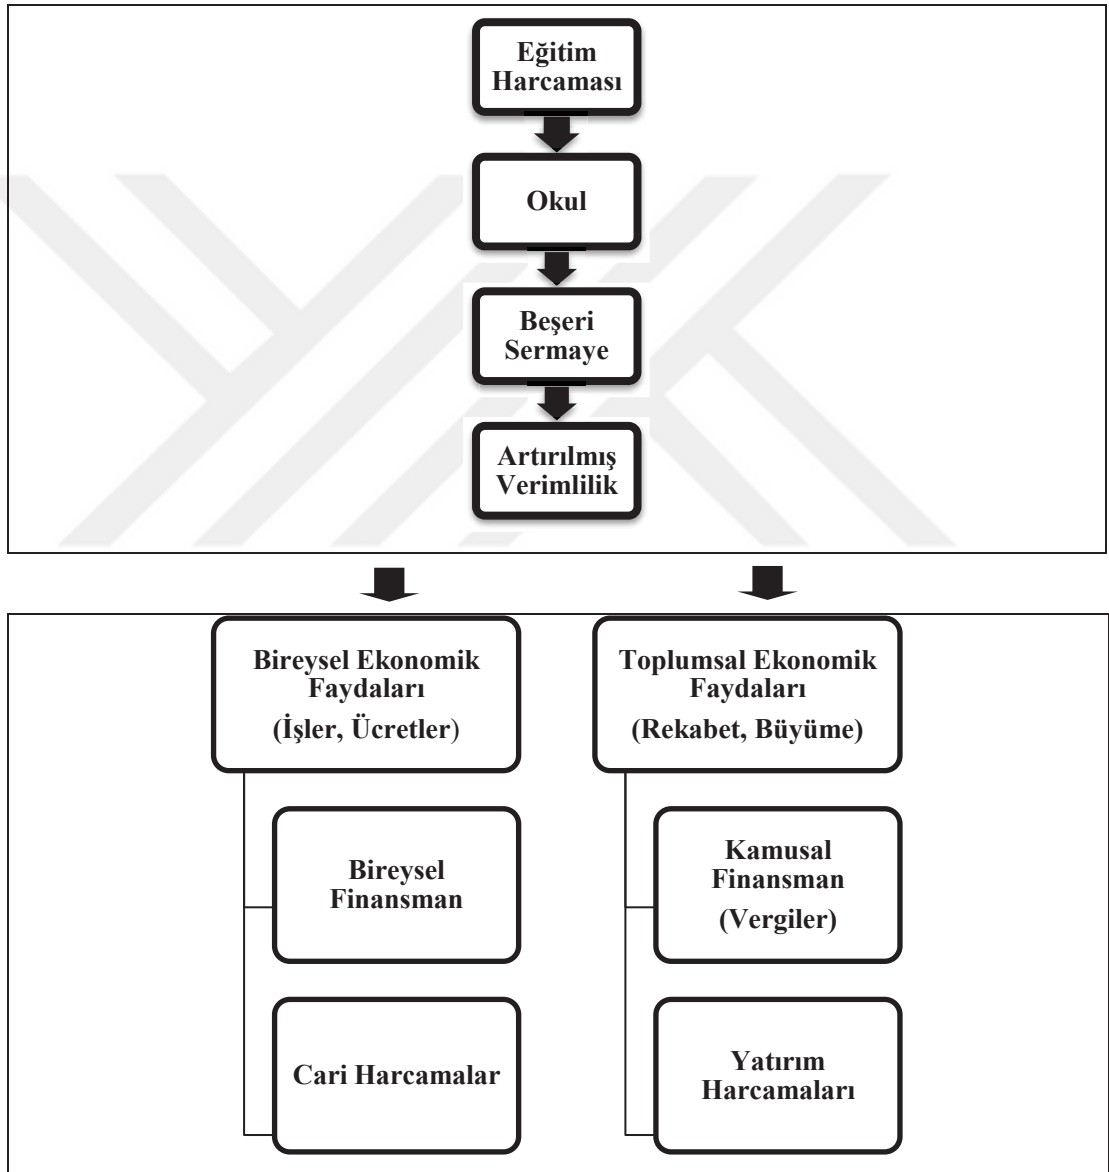 Eğitim
Harcaması
Okul
Beşeri
Sermaye
Artırılmış
Verimlilik
Bireysel Ekonomik
Faydaları
(İşler, Ücretler)
Bireysel
Finansman
Cari Harcamalar
Toplumsal Ekonomik
Faydaları
(Rekabet, Büyüme)
Kamusal
Finansman
(Vergiler)
Yatırım
Harcamaları